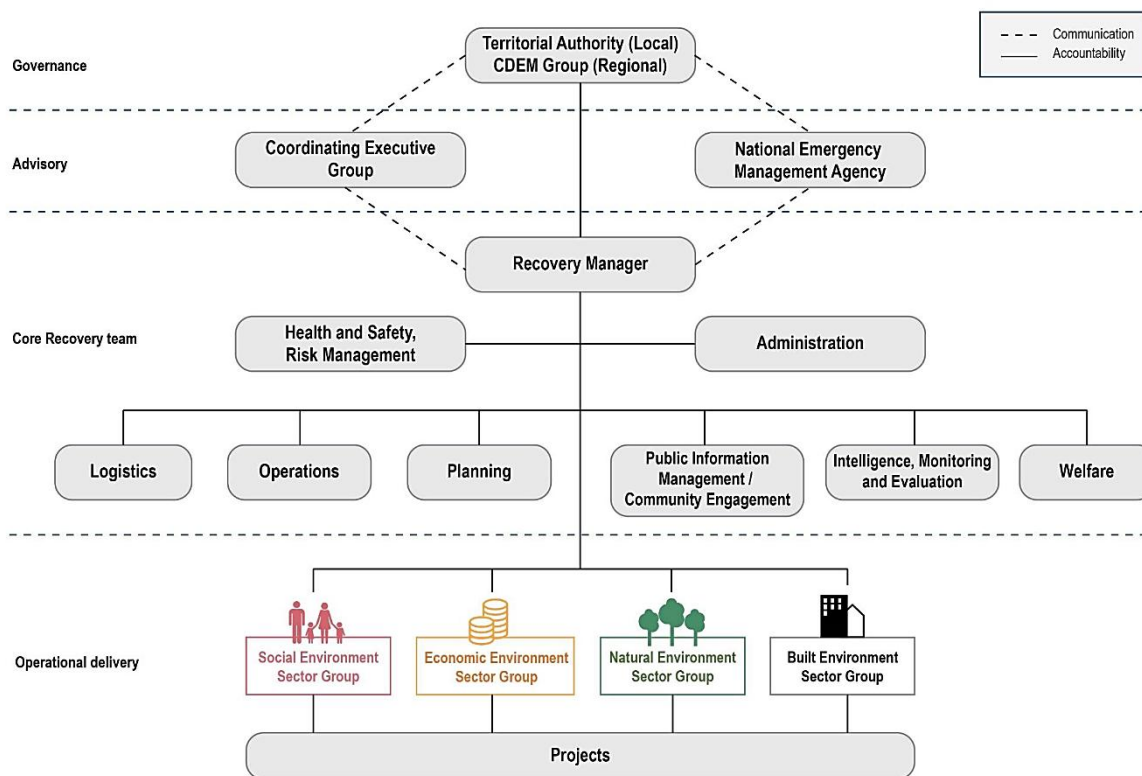 Communication
Accountability
Governance
Territorial Authority (Local)
CDEM Group (Regional)
Advisory
Coordinating Executive
Group
National Emergency
Management Agency
Recovery Manager
Core Recovery team
Health and Safety,
Risk Management
Administration
Logistics
Operations
Planning
Public Information
Management /
Community Engagement
Intelligence, Monitoring
and Evaluation
Welfare
Operational delivery
Social Environment
Sector Group
Economic Environment
Sector Group
Natural Environment
Sector Group
Built Environment
Sector Group
Projects